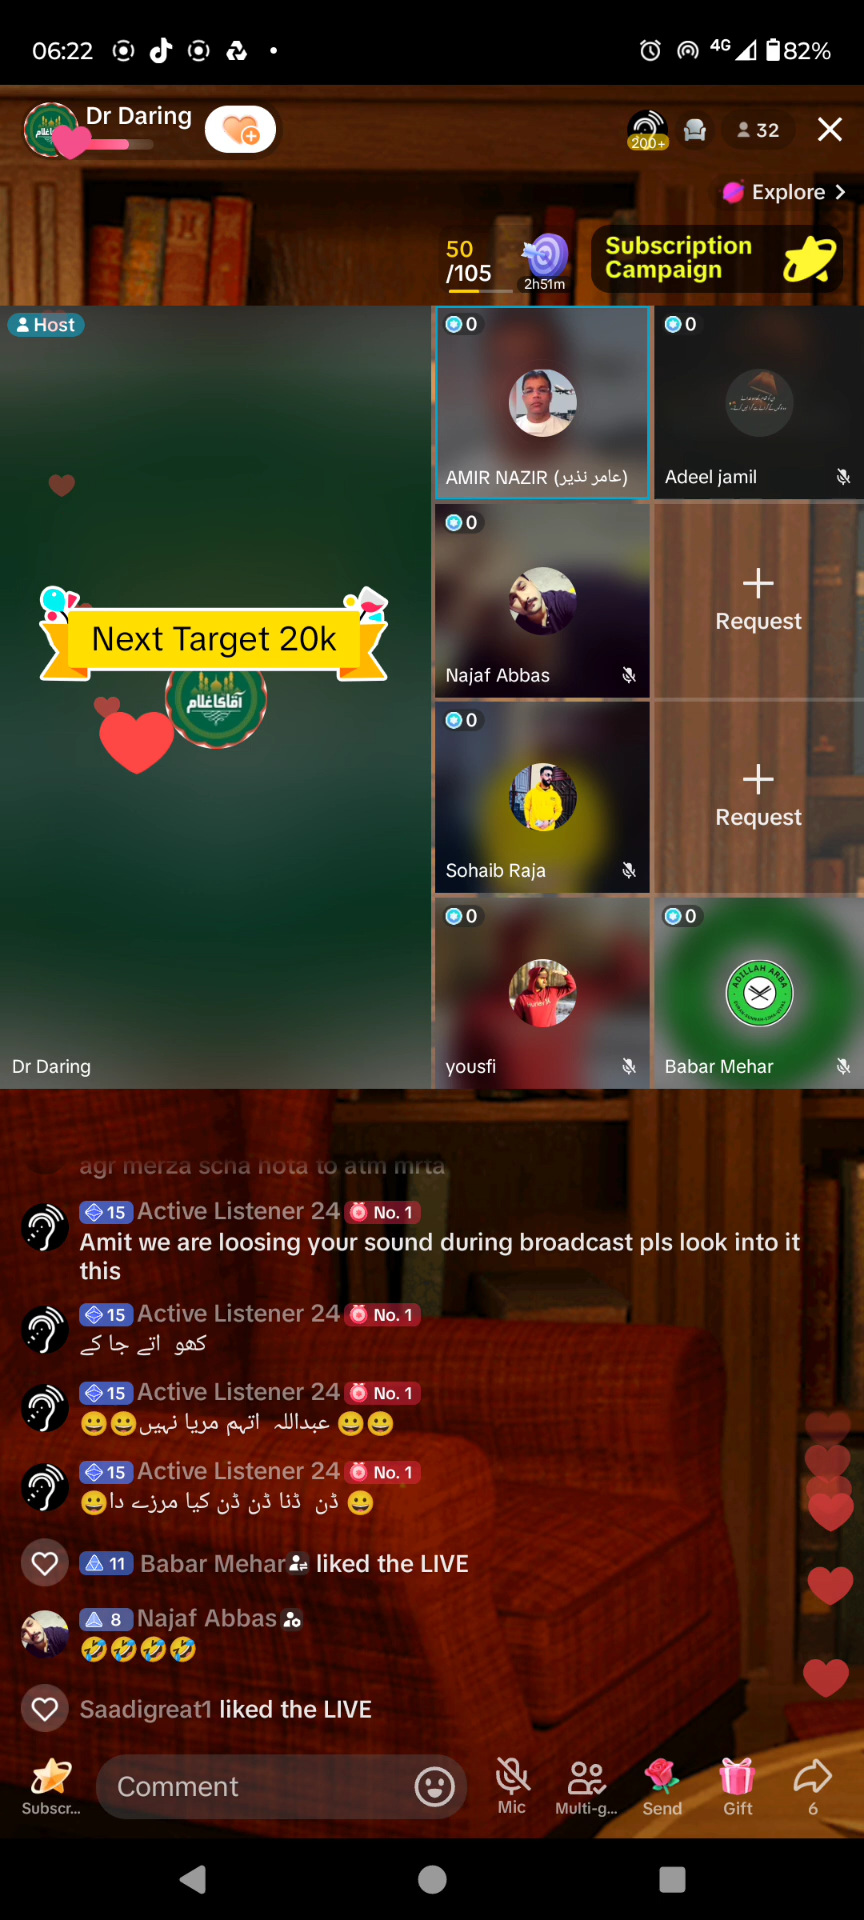 06:22
4G
82%
Dr Daring
200+
32
Explore
50
/105
2h51m
Subscription
Campaign
Host
0
0
AMIR NAZIR (عامر نذیر)
Adeel jamil
0
Next Target 20k
Request
آقا کا غلام
Najaf Abbas
0
Request
Sohaib Raja
0
0
ADILLAH ARBA
Dr Daring
yousfi
Babar Mehar
agr merza scha hota to atm mrta
15 Active Listener 24 No. 1
Amit we are loosing your sound during broadcast pls look into it
this
15 Active Listener 24 No. 1
کھو اتے جا کے
15 Active Listener 24 No. 1
😀😀عبداللہ اتہم مریا نہیں 😀😀
15 Active Listener 24 No. 1
😀ڈن ڈنا ڈن ڈن کیا مرزے دا 😀
11 Babar Mehar liked the LIVE
8 Najaf Abbas
🤣🤣🤣🤣
Saadigreat1 liked the LIVE
Comment
Subscr...
Mic
Multi-g...
Send
Gift
6